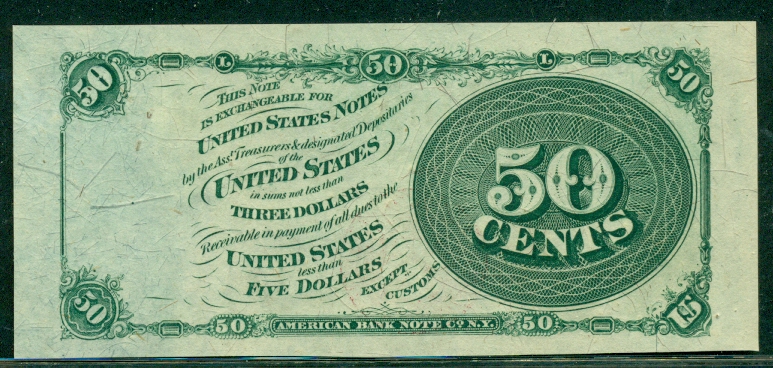 50 L 50 L 50
THIS NOTE
IS EXCHANGEABLE FOR
UNITED STATES NOTES
by the Asst. Treasurers & designated Depositaries
of the
UNITED STATES
in sums not less than
THREE DOLLARS
Receivable in payment of all dues to the
UNITED STATES
less than
FIVE DOLLARS
EXCEPT
CUSTOMS
50
CENTS
50 50 AMERICAN BANK NOTE CO. N.Y. 50